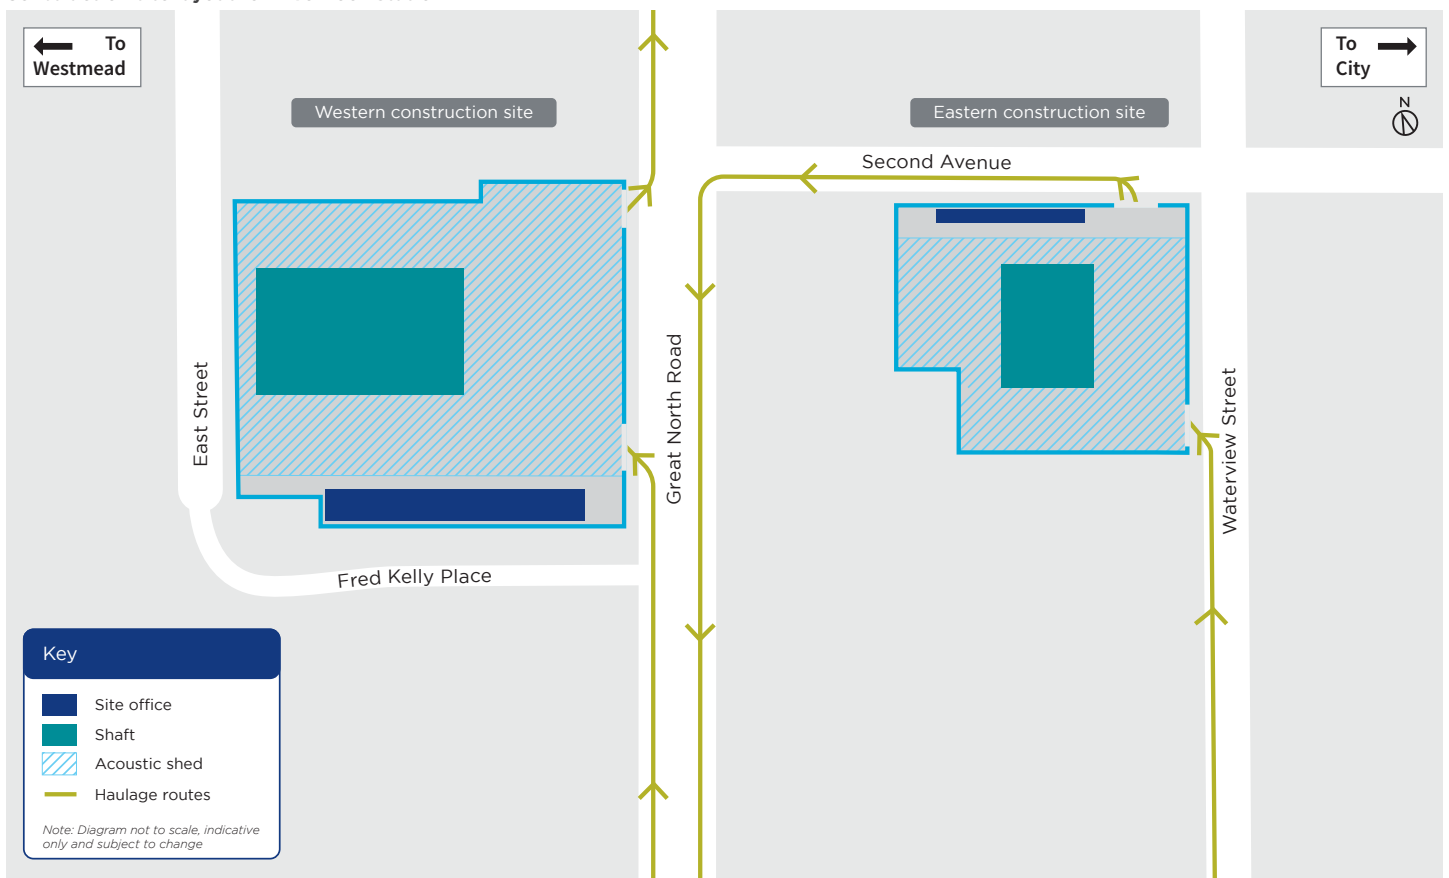 To
Westmead
To
City
N
Western construction site
Eastern construction site
Second Avenue
East Street
Great North Road
Waterview Street
Fred Kelly Place
Key
Site office
Shaft
Acoustic shed
Haulage routes
Note: Diagram not to scale, indicative
only and subject to change